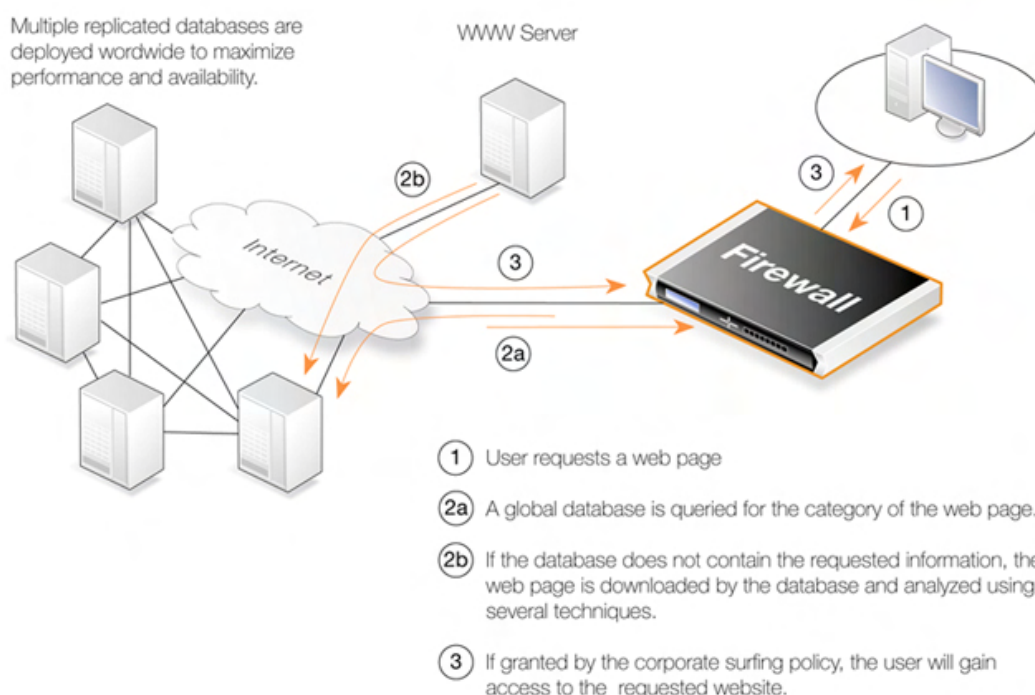 Multiple replicated databases are
deployed wordwide to maximize
performance and availability.
WWW Server
2b
3
1
Internet
3
Firewall
2a
1 User requests a web page
2a A global database is queried for the category of the web page.
2b If the database does not contain the requested information, the
web page is downloaded by the database and analyzed using
several techniques.
3 If granted by the corporate surfing policy, the user will gain
access to the requested website.